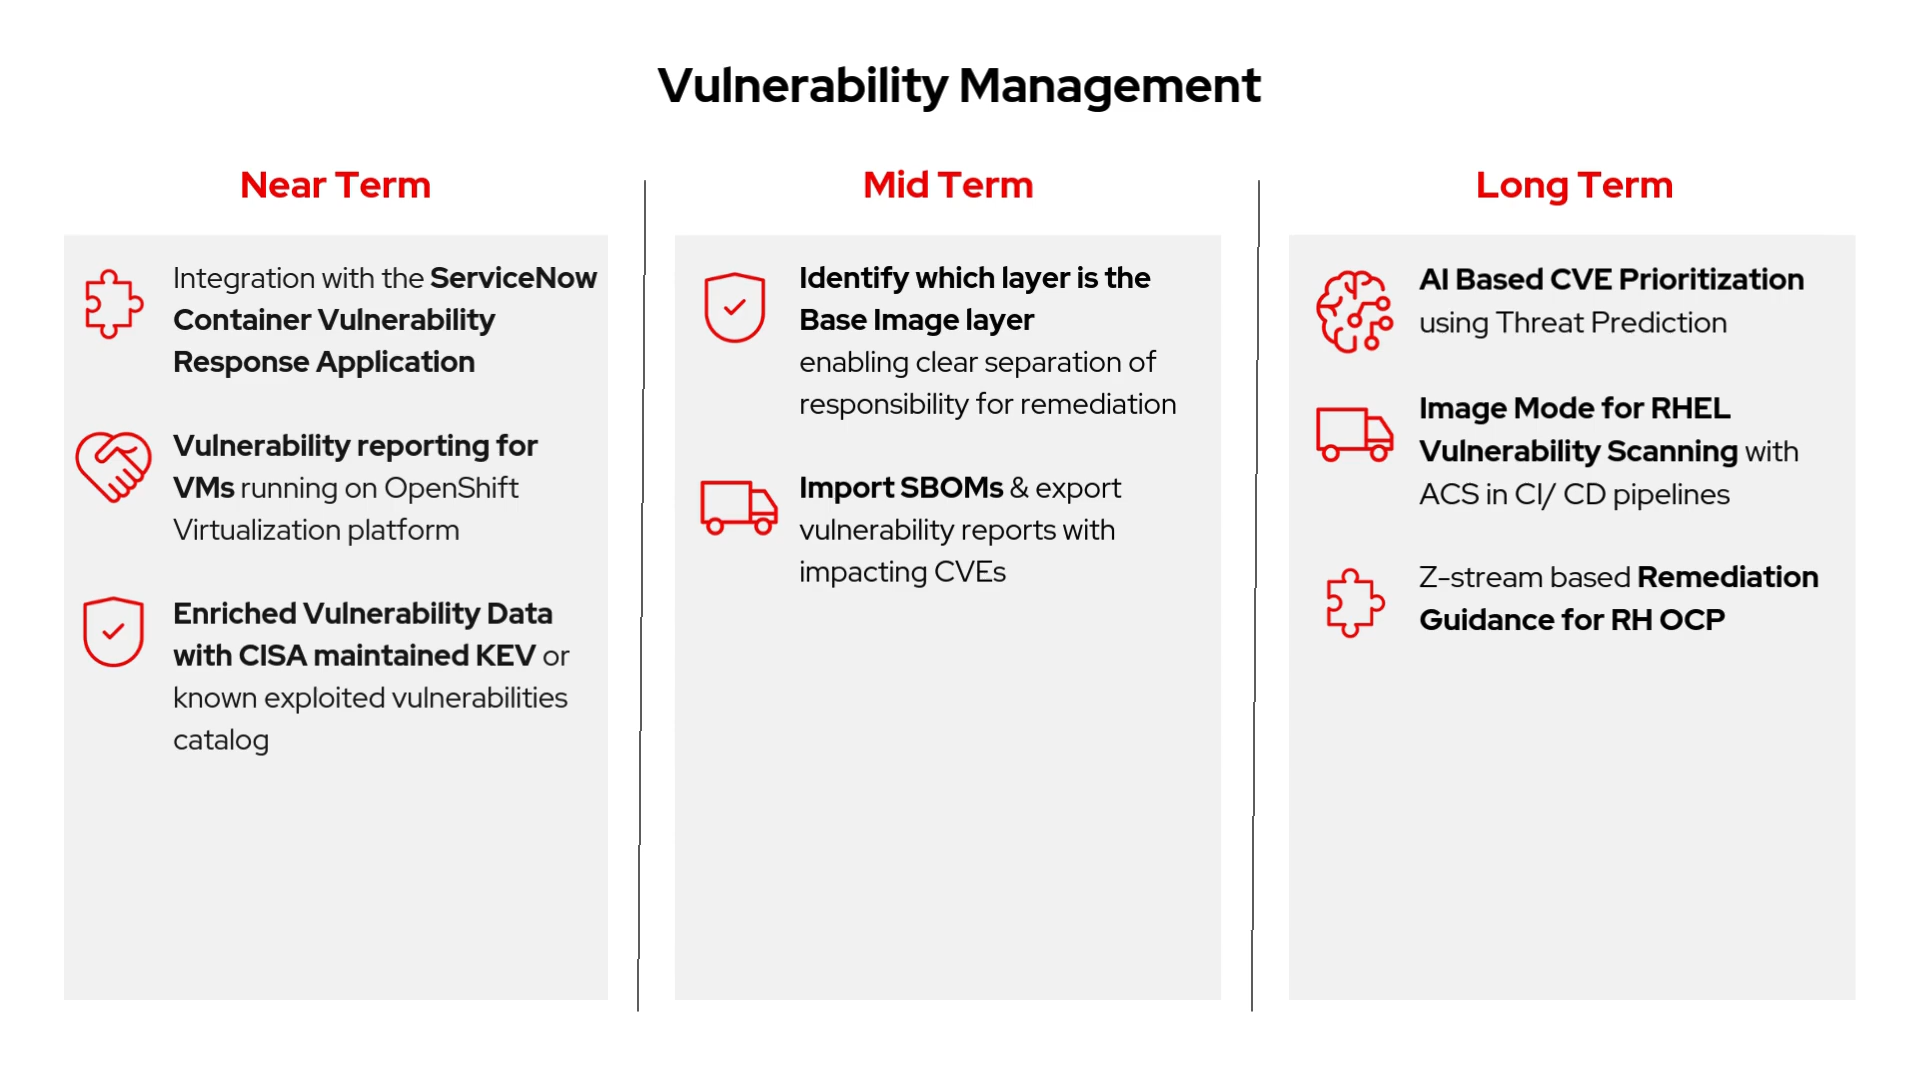 Vulnerability Management
Near Term
Integration with the ServiceNow
Container Vulnerability
Response Application
Vulnerability reporting for
VMs running on OpenShift
Virtualization platform
Enriched Vulnerability Data
with CISA maintained KEV or
known exploited vulnerabilities
catalog
Mid Term
Identify which layer is the
Base Image layer
enabling clear separation of
responsibility for remediation
Import SBOMs & export
vulnerability reports with
impacting CVEs
Long Term
AI Based CVE Prioritization
using Threat Prediction
Image Mode for RHEL
Vulnerability Scanning with
ACS in CI/ CD pipelines
Z-stream based Remediation
Guidance for RH OCP